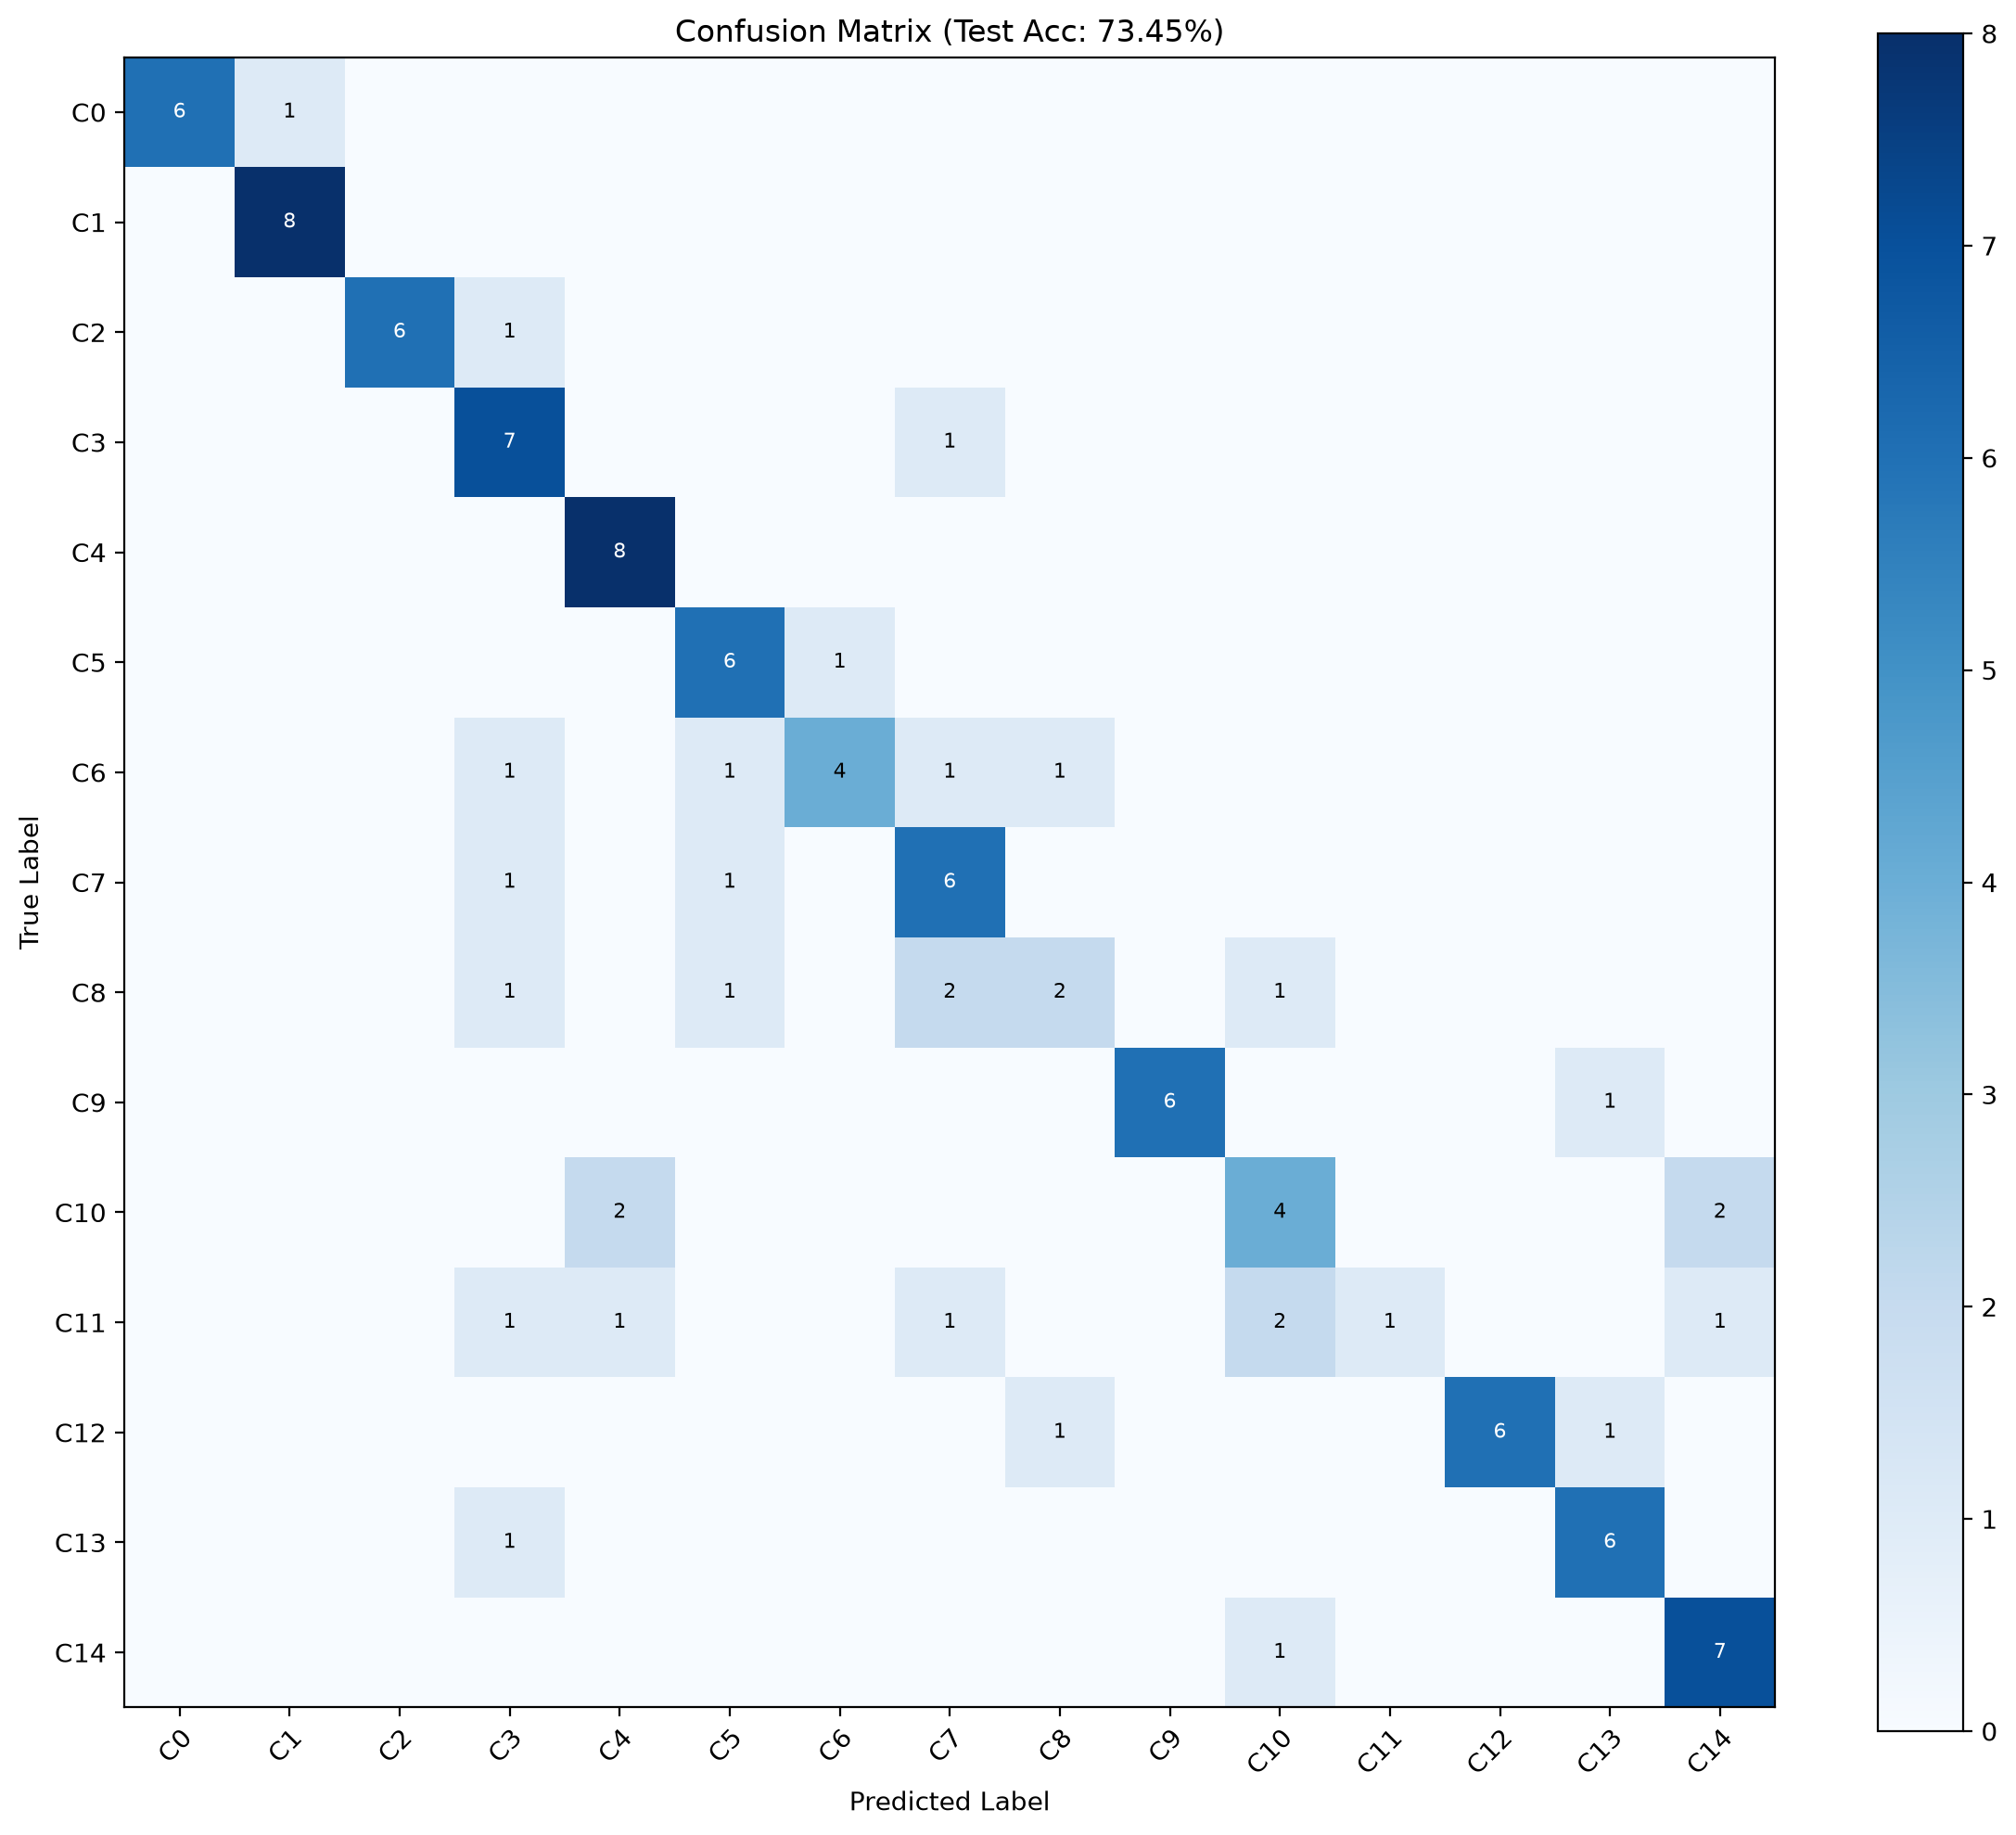 Confusion Matrix (Test Acc: 73.45%)
C0 6 1
C1 8
C2 6 1
C3 7 1
C4 8
C5 6 1
C6 1 1 4 1 1
C7 1 1 6
C8 1 1 2 2 1
C9 6 1
C10 2 4 2
C11 1 1 1 2 1 1
C12 1 6 1
C13 1 6
C14 1 7
True Label
C0 C1 C2 C3 C4 C5 C6 C7 C8 C9 C10 C11 C12 C13 C14
Predicted Label
8
7
6
5
4
3
2
1
0